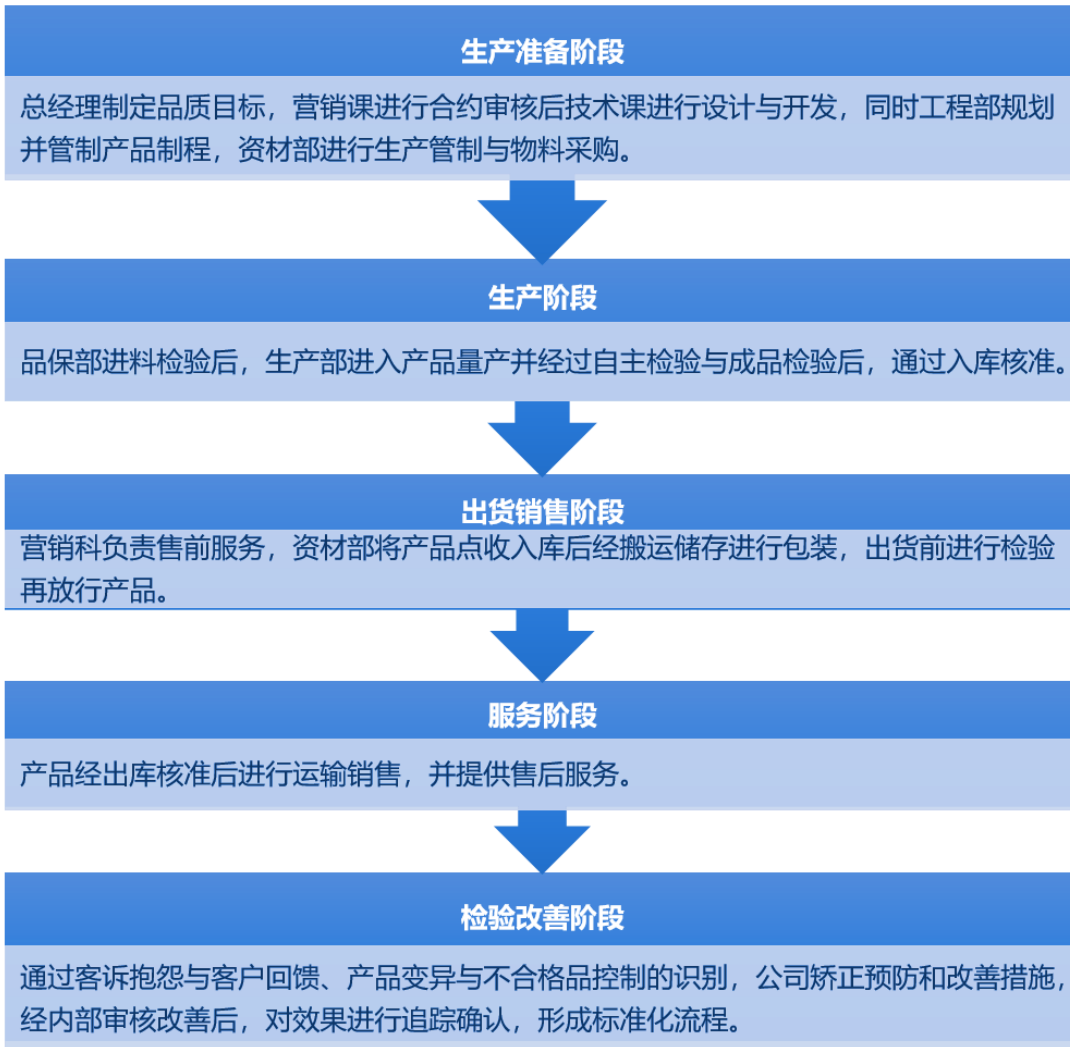 生产准备阶段
总经理制定品质目标，营销课进行合约审核后技术课进行设计与开发，同时工程部规划
并管制产品制程，资材部进行生产管制与物料采购。
生产阶段
品保部进料检验后，生产部进入产品量产并经过自主检验与成品检验后，通过入库核准。
出货销售阶段
营销科负责售前服务，资材部将产品点收入库后经搬运储存进行包装，出货前进行检验
再放行产品。
服务阶段
产品经出库核准后进行运输销售，并提供售后服务。
检验改善阶段
通过客诉抱怨与客户回馈、产品变异与不合格品控制的识别，公司矫正预防和改善措施，
经内部审核改善后，对效果进行追踪确认，形成标准化流程。